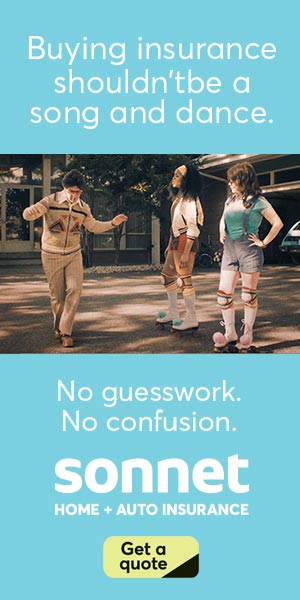 Buying insurance
shouldn'tbe a
song and dance.
No guesswork.
No confusion.
sonnet
HOME + AUTO INSURANCE
Get a
quote